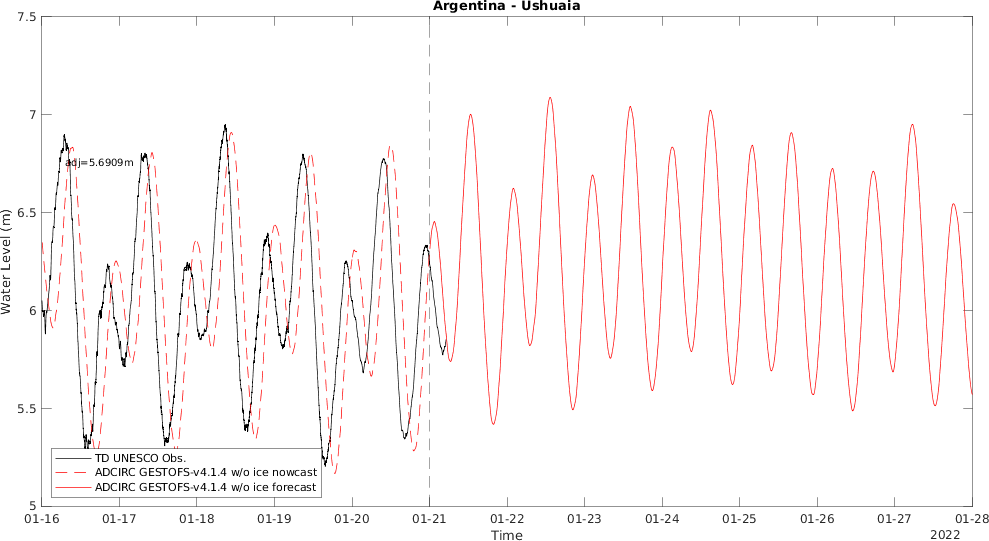 Argentina - Ushuaia
7.5
7
6.5
6
5.5
5
Water Level (m)
adj=5.6909m
TD UNESCO Obs.
ADCIRC GESTOFS-v4.1.4 w/o ice nowcast
ADCIRC GESTOFS-v4.1.4 w/o ice forecast
01-16 01-17 01-18 01-19 01-20 01-21 01-22 01-23 01-24 01-25 01-26 01-27 01-28
Time
2022